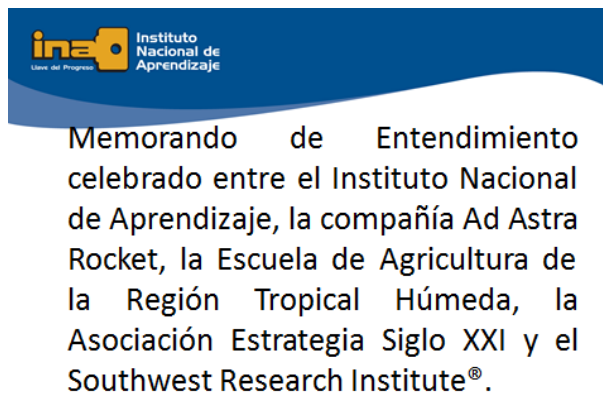 ina
Llave del Progreso
Instituto
Nacional de
Aprendizaje
Memorando de Entendimiento
celebrado entre el Instituto Nacional
de Aprendizaje, la compañía Ad Astra
Rocket, la Escuela de Agricultura de
la Región Tropical Húmeda, la
Asociación Estrategia Siglo XXI y el
Southwest Research Institute®.